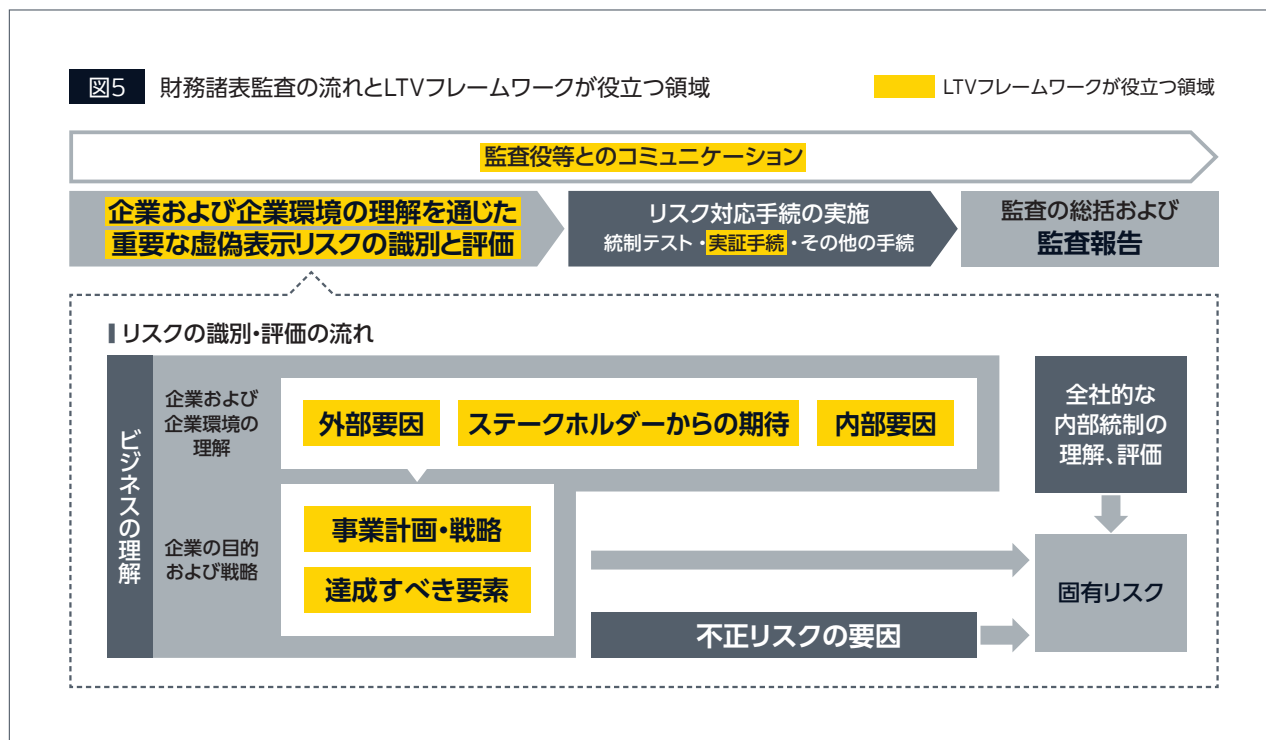 図5 財務諸表監査の流れとLTVフレームワークが役立つ領域
LTVフレームワークが役立つ領域
監査役等とのコミュニケーション
企業および企業環境の理解を通じた
重要な虚偽表示リスクの識別と評価
リスク対応手続の実施
統制テスト・実証手続・その他の手続
監査の総括および
監査報告
リスクの識別・評価の流れ
ビジネスの理解
企業および
企業環境の
理解
外部要因
ステークホルダーからの期待
内部要因
企業の目的
および戦略
事業計画・戦略
達成すべき要素
不正リスクの要因
全社的な
内部統制の
理解、評価
固有リスク